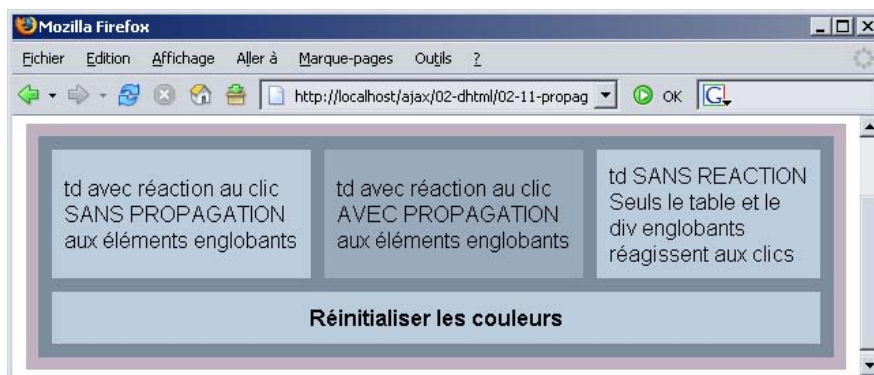 Mozilla Firefox
Fichier Edition Affichage Aller à Marque-pages Outils ?
http://localhost/ajax/02-dhtml/02-11-propag OK G
td avec réaction au clic
SANS PROPAGATION
aux éléments englobants
td avec réaction au clic
AVEC PROPAGATION
aux éléments englobants
td SANS REACTION
Seuls le table et le
div englobants
réagissent aux clics
Réinitialiser les couleurs